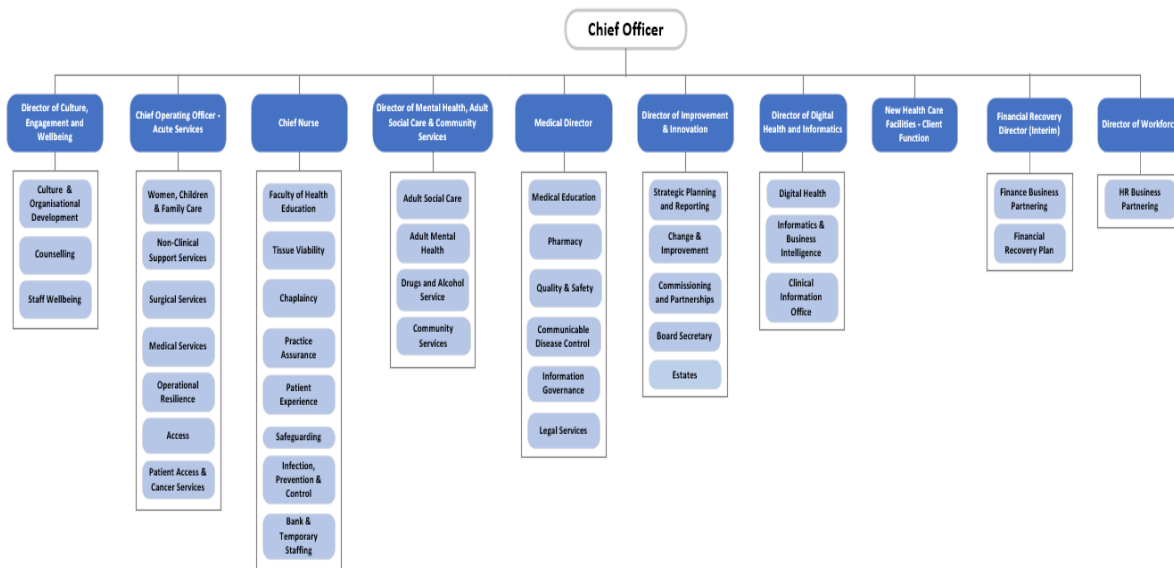 Chief Officer
Director of Culture,
Engagement and
Wellbeing
Culture &
Organisational
Development
Counselling
Staff Wellbeing
Chief Operating Officer -
Acute Services
Women, Children
& Family Care
Non-Clinical
Support Services
Surgical Services
Medical Services
Operational
Resilience
Access
Patient Access &
Cancer Services
Chief Nurse
Faculty of Health
Education
Tissue Viability
Chaplaincy
Practice
Assurance
Patient
Experience
Safeguarding
Infection,
Prevention &
Control
Bank &
Temporary
Staffing
Director of Mental Health, Adult
Social Care & Community
Services
Adult Social Care
Adult Mental
Health
Drugs and Alcohol
Service
Community
Services
Medical Director
Medical Education
Pharmacy
Quality & Safety
Communicable
Disease Control
Information
Governance
Legal Services
Director of Improvement
& Innovation
Strategic Planning
and Reporting
Change &
Improvement
Commissioning
and Partnerships
Board Secretary
Estates
Director of Digital
Health and Informatics
Digital Health
Informatics &
Business
Intelligence
Clinical
Information
Office
New Health Care
Facilities - Client
Function
Financial Recovery
Director (Interim)
Finance Business
Partnering
Financial
Recovery Plan
Director of Workforc
HR Business
Partnering